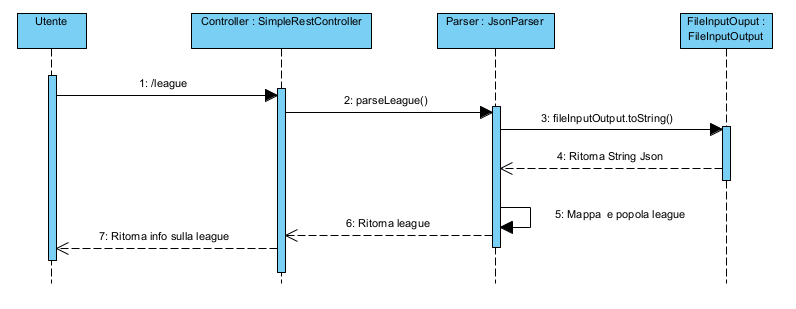 Utente
Controller : SimpleRestController
Parser : JsonParser
FileInputOuput :
FileInputOutput
1: /league
2: parseLeague()
3: fileInputOutput.toString()
4: Ritorna String Json
5: Mappa e popola league
6: Ritorna league
7: Ritorna info sulla league